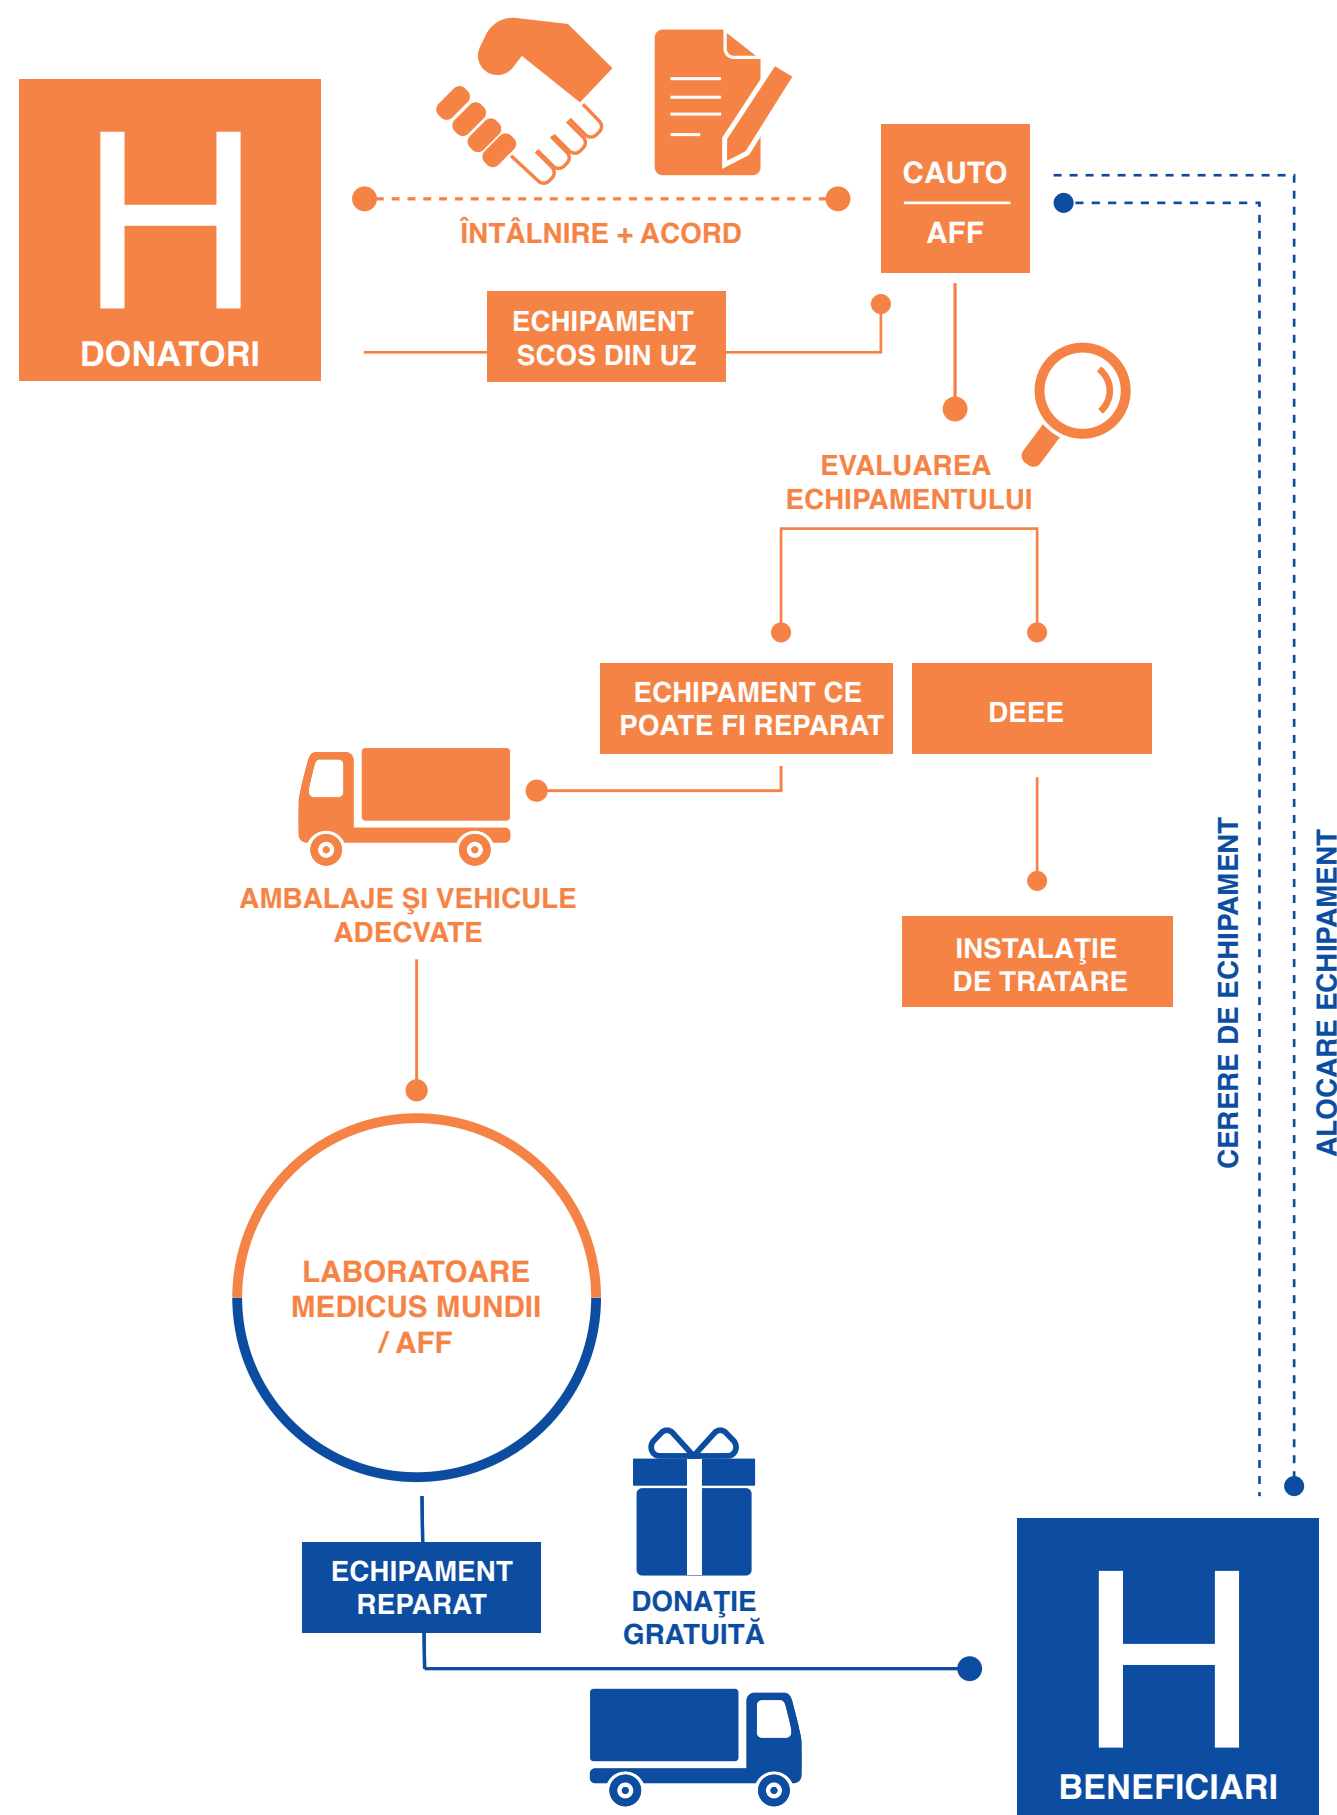 H
DONATORI
ÎNTÂLNIRE + ACORD
CAUTO
AFF
ECHIPAMENT
SCOS DIN UZ
EVALUAREA
ECHIPAMENTULUI
ECHIPAMENT CE
POATE FI REPARAT
DEEE
AMBALAJE ŞI VEHICULE
ADECVATE
INSTALAŢIE
DE TRATARE
CERERE DE ECHIPAMENT
ALOCARE ECHIPAMENT
LABORATOARE
MEDICUS MUNDII
/ AFF
ECHIPAMENT
REPARAT
DONAŢIE
GRATUITĂ
H
BENEFICIARI